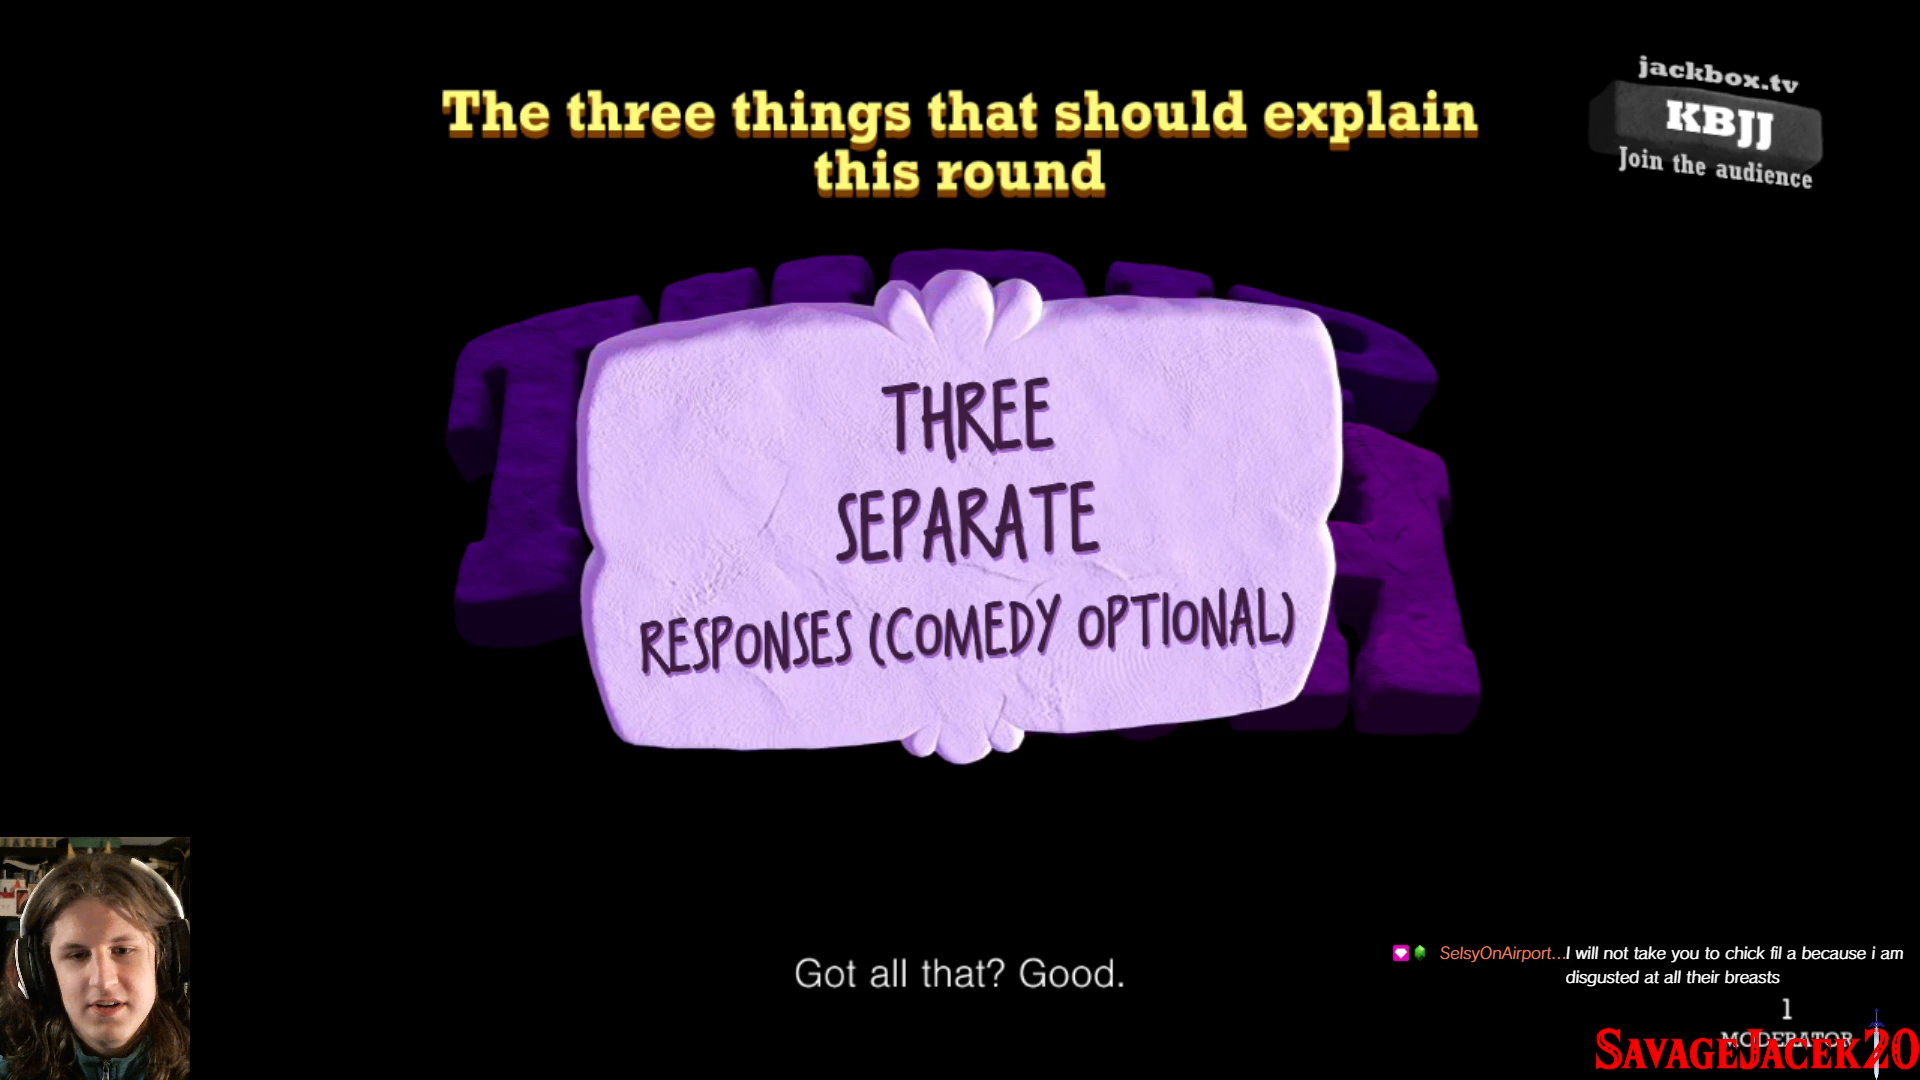 The three things that should explain
this round
jackbox.tv
KBJJ
Join the audience
THREE
SEPARATE
RESPONSES (COMEDY OPTIONAL)
Got all that? Good.
SelsyOnAirport...I will not take you to chick fil a because i am
disgusted at all their breasts
1
MODERATOR
SAVAGEJACEK20